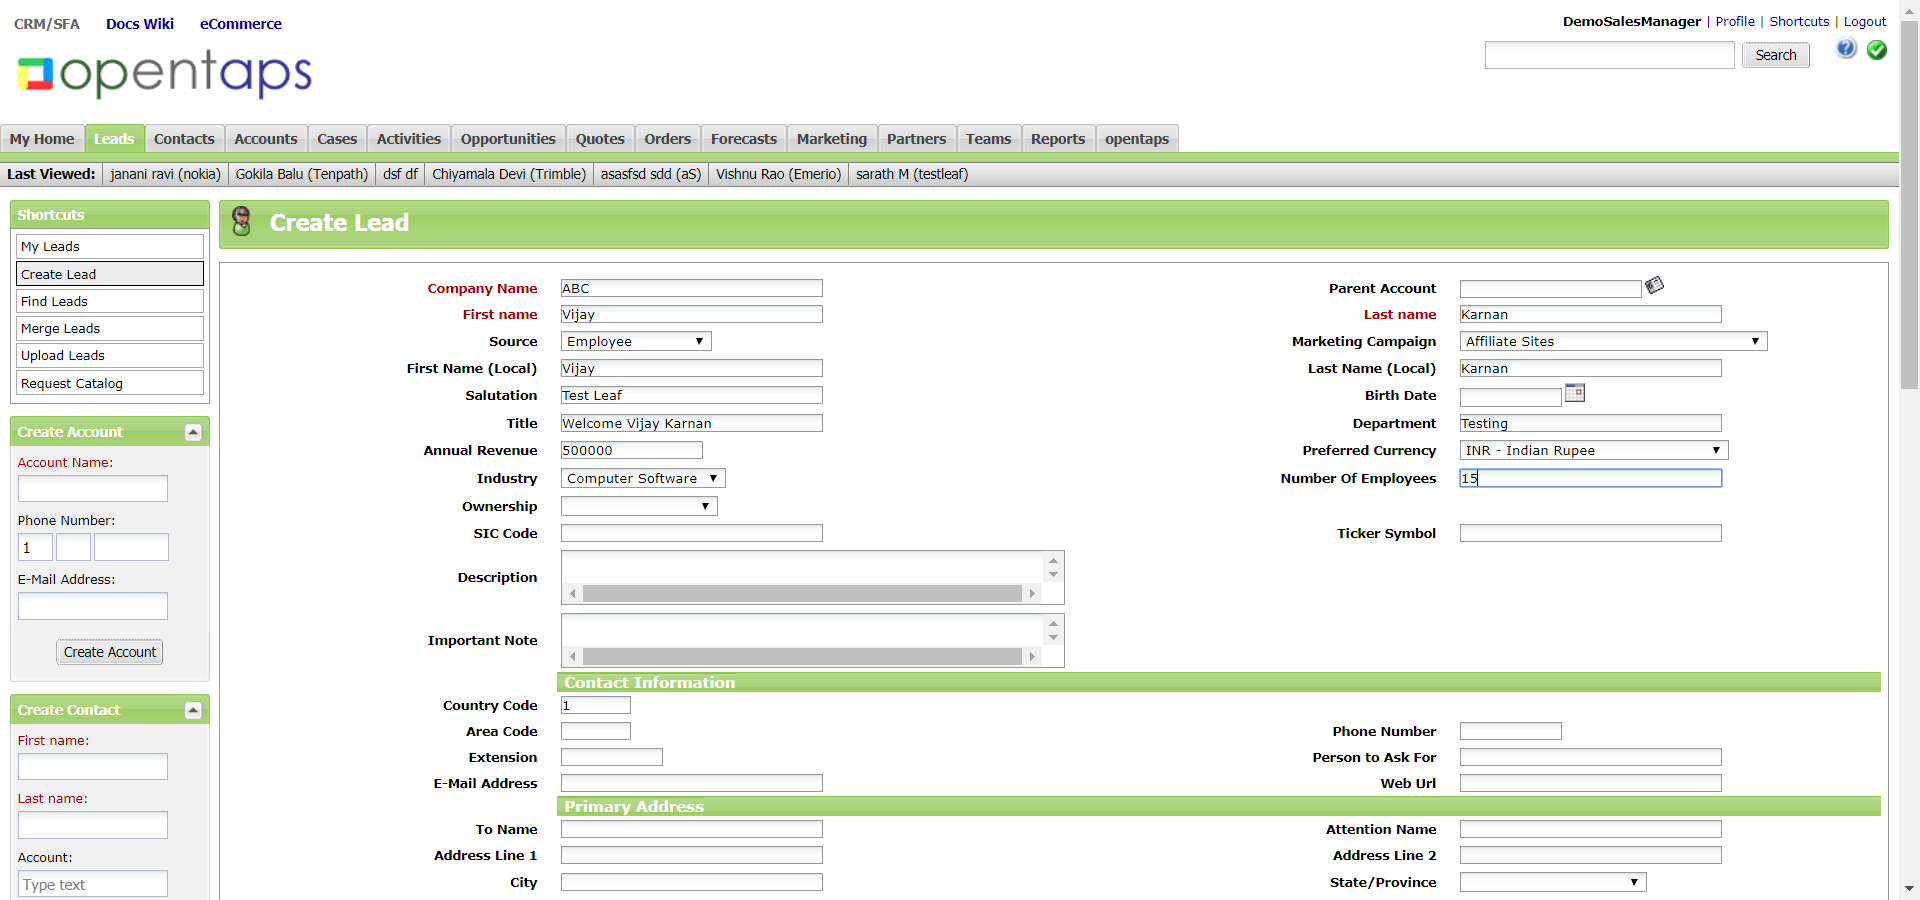 CRM/SFA Docs Wiki eCommerce
DemoSalesManager | Profile | Shortcuts | Logout
opentaps
Search
My Home Leads Contacts Accounts Cases Activities Opportunities Quotes Orders Forecasts Marketing Partners Teams Reports opentaps
Last Viewed: janani ravi (nokia) Gokila Balu (Tenpath) dsf df Chiyamala Devi (Trimble) asasfsd sdd (aS) Vishnu Rao (Emerio) sarath M (testleaf)
Shortcuts
My Leads
Create Lead
Find Leads
Merge Leads
Upload Leads
Request Catalog
Create Account
Account Name:
Phone Number:
1
E-Mail Address:
Create Account
Create Contact
First name:
Last name:
Account:
Type text
Create Lead
Company Name ABC Parent Account
First name Vijay Last name Karnan
Source Employee Marketing Campaign Affiliate Sites
First Name (Local) Vijay Last Name (Local) Karnan
Salutation Test Leaf Birth Date
Title Welcome Vijay Karnan Department Testing
Annual Revenue 500000 Preferred Currency INR - Indian Rupee
Industry Computer Software Number Of Employees 15
Ownership
SIC Code Ticker Symbol
Description
Important Note
Contact Information
Country Code 1
Area Code Phone Number
Extension Person to Ask For
E-Mail Address Web Url
Primary Address
To Name Attention Name
Address Line 1 Address Line 2
City State/Province